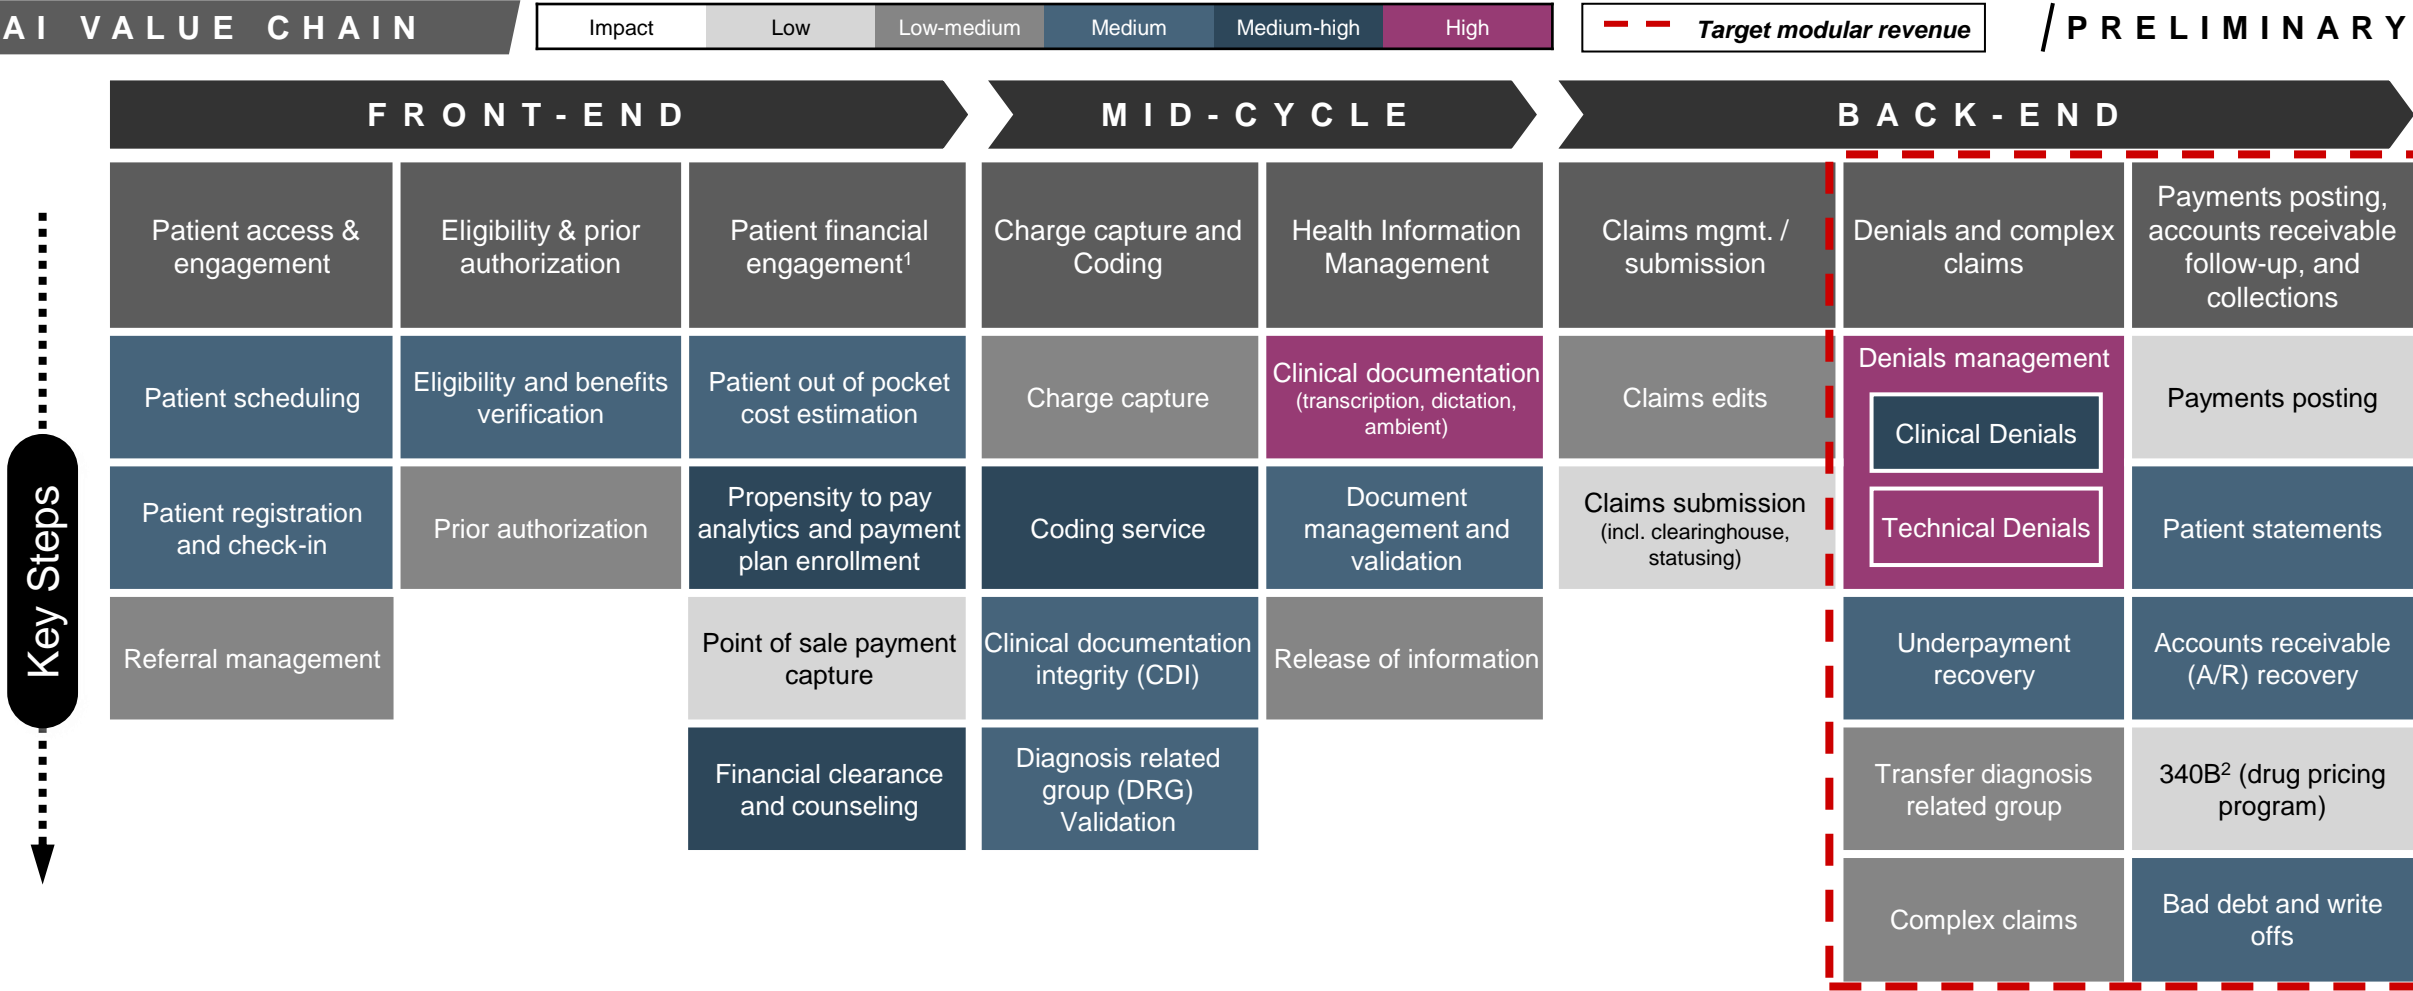 AI VALUE CHAIN
Impact
Low
Low-medium
Medium
Medium-high
High
Target modular revenue
PRELIMINARY
FRONT-END
MID-CYCLE
BACK-END
Key Steps
Patient access &
engagement
Eligibility & prior
authorization
Patient financial
engagement¹
Charge capture and
Coding
Health Information
Management
Claims mgmt. /
submission
Denials and complex
claims
Payments posting,
accounts receivable
follow-up, and
collections
Patient scheduling
Eligibility and benefits
verification
Patient out of pocket
cost estimation
Charge capture
Clinical documentation
(transcription, dictation,
ambient)
Claims edits
Denials management
Clinical Denials
Technical Denials
Payments posting
Patient registration
and check-in
Prior authorization
Propensity to pay
analytics and payment
plan enrollment
Coding service
Document
management and
validation
Claims submission
(incl. clearinghouse,
statusing)
Patient statements
Referral management
Point of sale payment
capture
Clinical documentation
integrity (CDI)
Release of information
Underpayment
recovery
Accounts receivable
(A/R) recovery
Financial clearance
and counseling
Diagnosis related
group (DRG)
Validation
Transfer diagnosis
related group
340B² (drug pricing
program)
Complex claims
Bad debt and write
offs